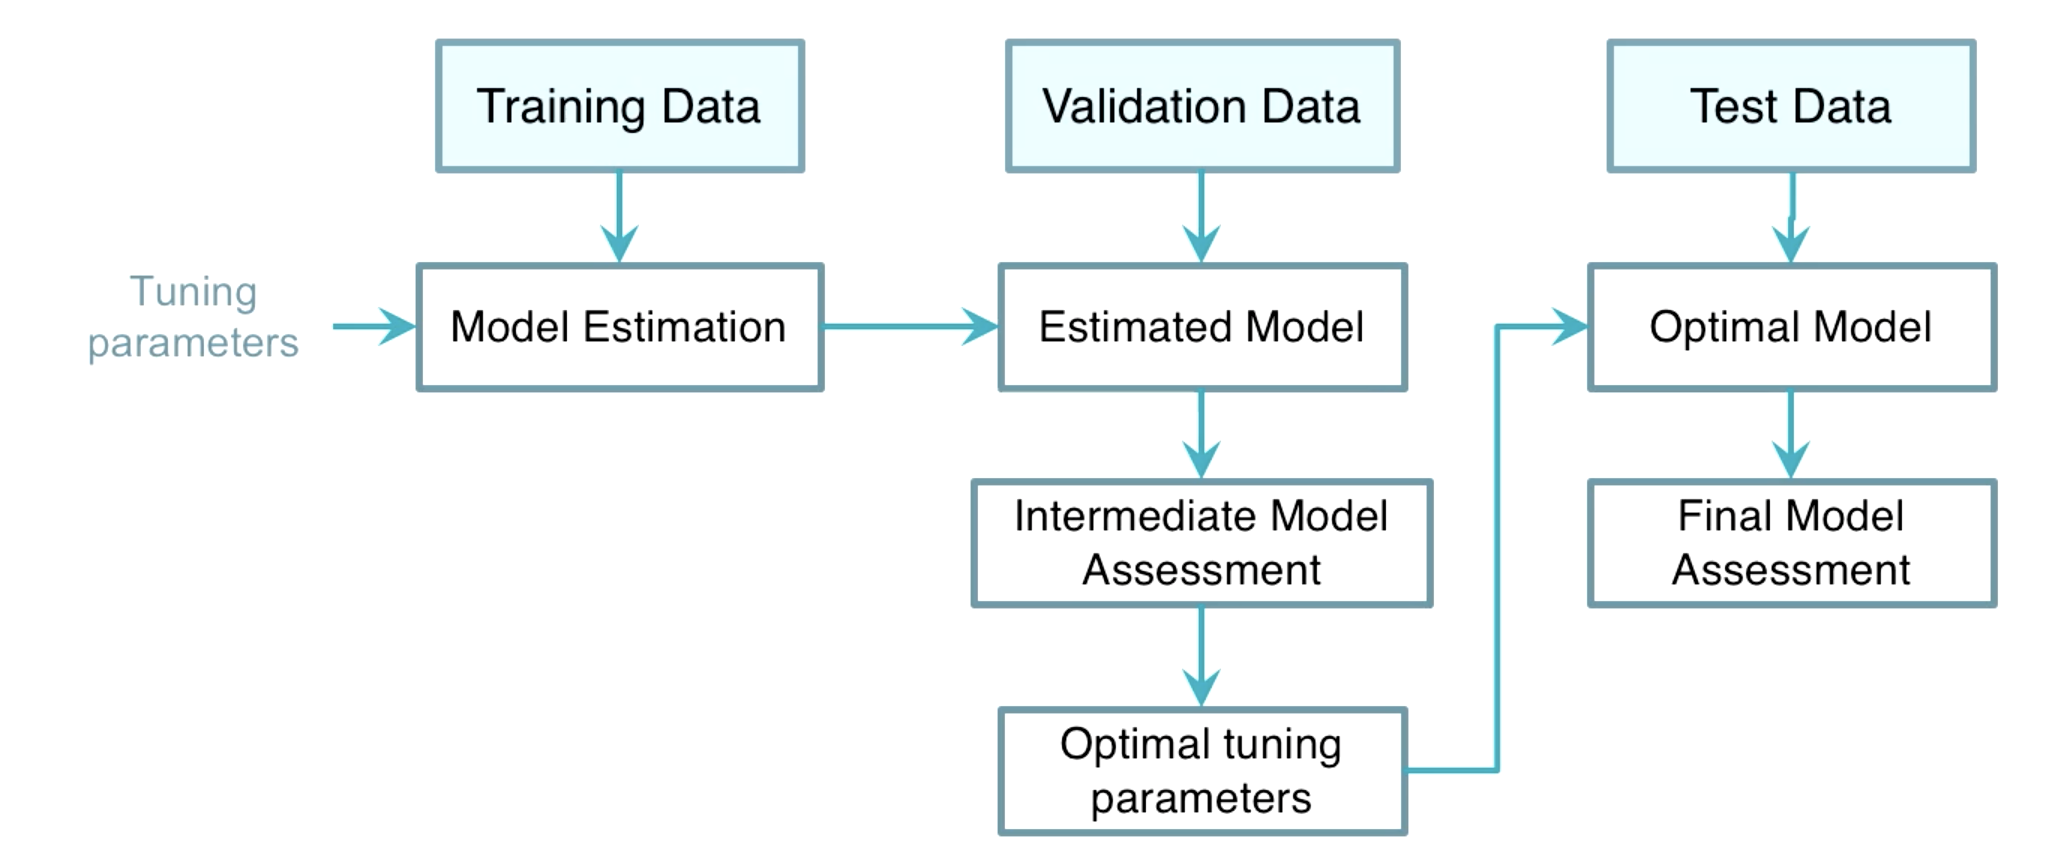 Training Data
Validation Data
Test Data
Tuning
parameters
Model Estimation
Estimated Model
Optimal Model
Intermediate Model
Assessment
Final Model
Assessment
Optimal tuning
parameters